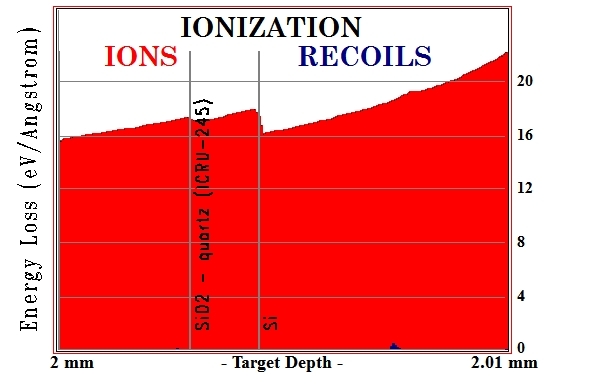 IONIZATION
IONS RECOILS
Energy Loss (eV/Angstrom)
SiO2 - quartz (ICRU-245)
Si
20
16
12
8
4
0
2 mm - Target Depth - 2.01 mm